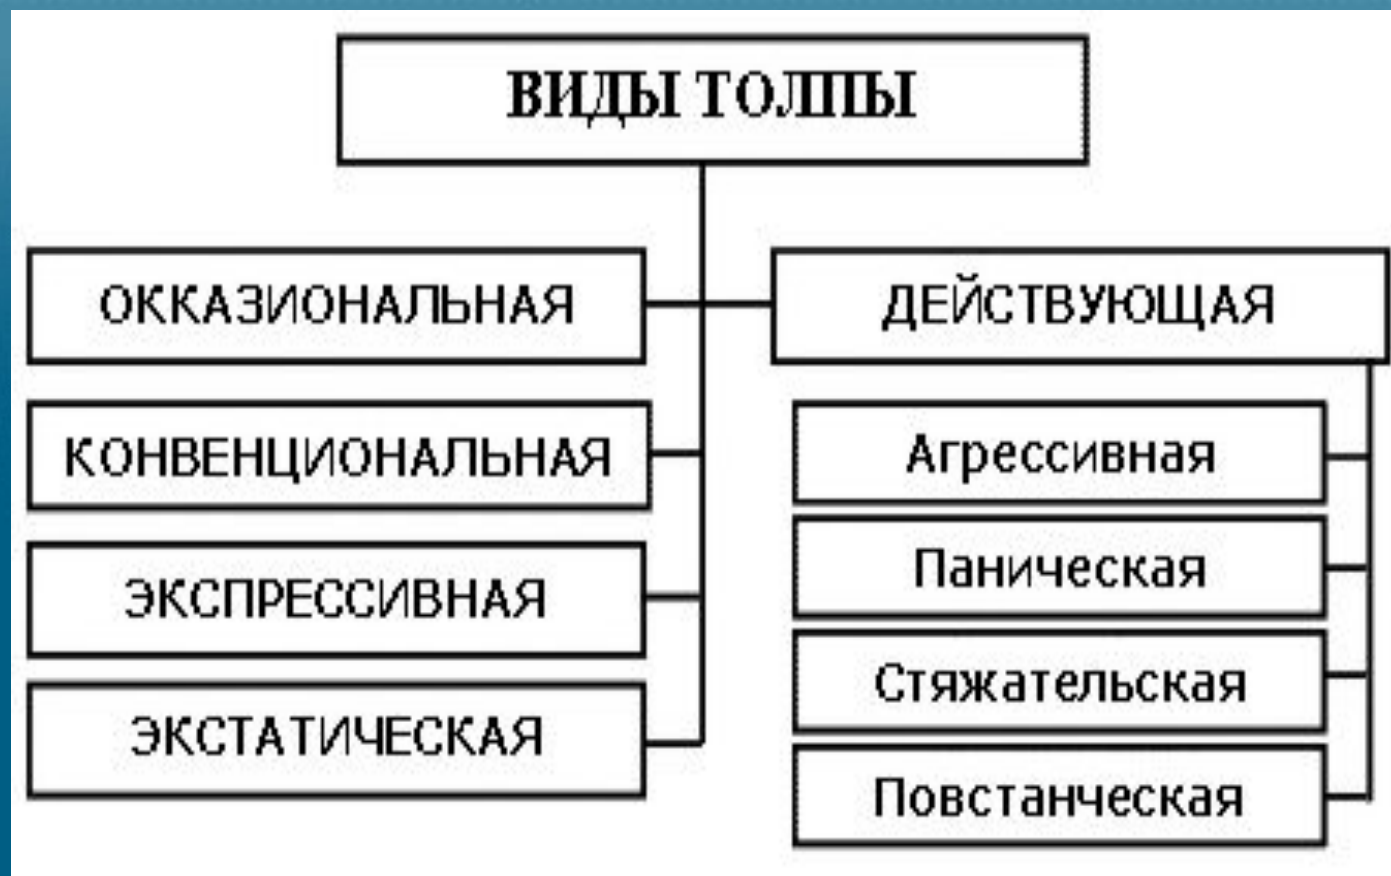 ВИДЫ ТОЛПЫ
ОККАЗИОНАЛЬНАЯ
ДЕЙСТВУЮЩАЯ
КОНВЕНЦИОНАЛЬНАЯ
ЭКСПРЕССИВНАЯ
ЭКСТАТИЧЕСКАЯ
Агрессивная
Паническая
Стяжательская
Повстанческая